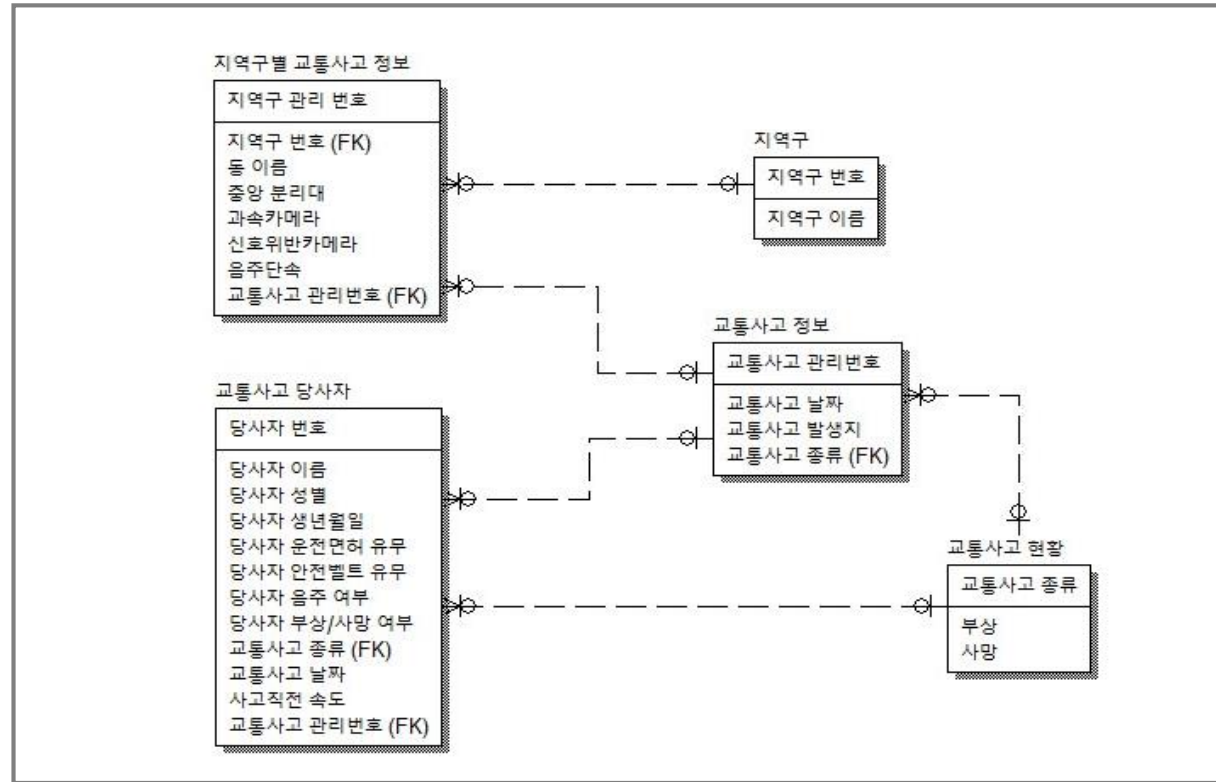 지역구별 교통사고 정보
지역구 관리 번호
지역구 번호 (FK)
동 이름
중앙 분리대
과속카메라
신호위반카메라
음주단속
교통사고 관리번호 (FK)
지역구
지역구 번호
지역구 이름
교통사고 정보
교통사고 관리번호
교통사고 날짜
교통사고 발생지
교통사고 종류 (FK)
교통사고 당사자
당사자 번호
당사자 이름
당사자 성별
당사자 생년월일
당사자 운전면허 유무
당사자 안전벨트 유무
당사자 음주 여부
당사자 부상/사망 여부
교통사고 종류 (FK)
교통사고 날짜
사고직전 속도
교통사고 관리번호 (FK)
교통사고 현황
교통사고 종류
부상
사망